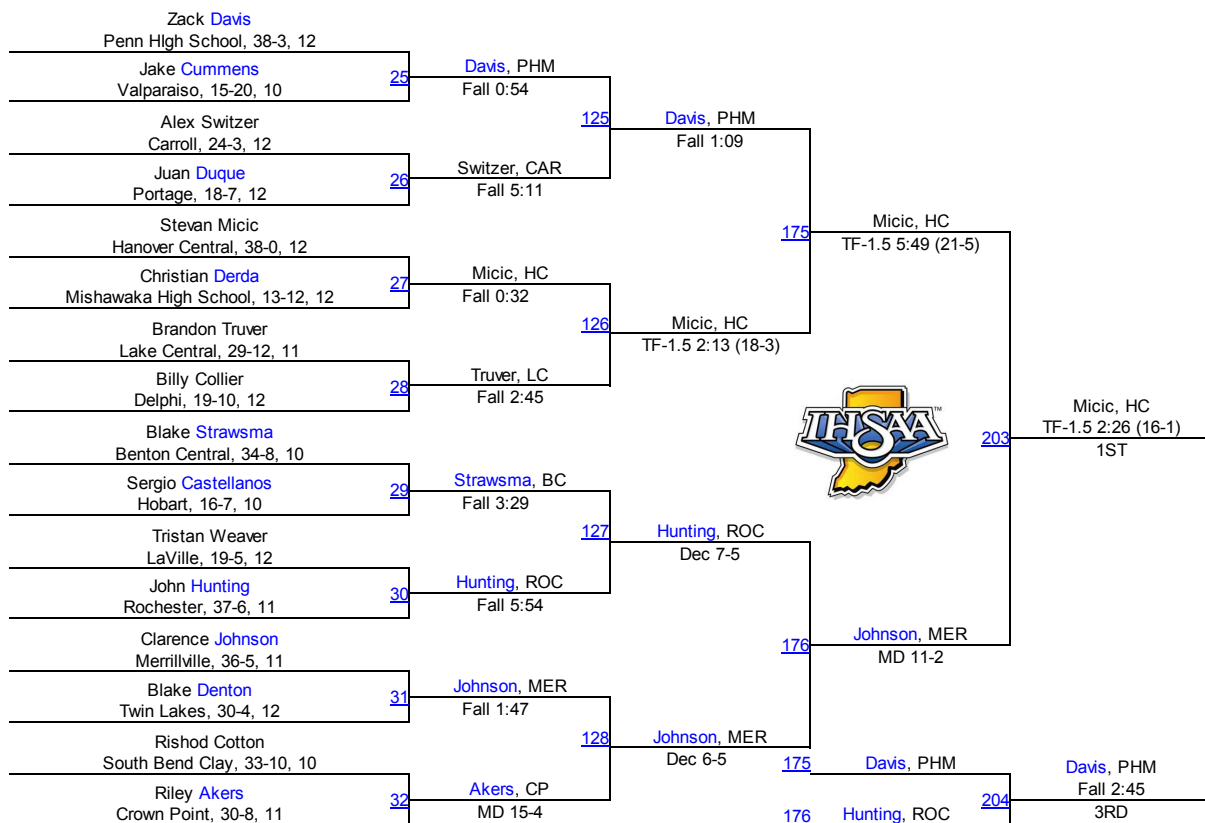 Zack Davis
Penn HIgh School, 38-3, 12
Jake Cummens
Valparaiso, 15-20, 10
Alex Switzer
Carroll, 24-3, 12
Juan Duque
Portage, 18-7, 12
Stevan Micic
Hanover Central, 38-0, 12
Christian Derda
Mishawaka High School, 13-12, 12
Brandon Truver
Lake Central, 29-12, 11
Billy Collier
Delphi, 19-10, 12
Blake Strawsma
Benton Central, 34-8, 10
Sergio Castellanos
Hobart, 16-7, 10
Tristan Weaver
LaVille, 19-5, 12
John Hunting
Rochester, 37-6, 11
Clarence Johnson
Merrillville, 36-5, 11
Blake Denton
Twin Lakes, 30-4, 12
Rishod Cotton
South Bend Clay, 33-10, 10
Riley Akers
Crown Point, 30-8, 11
25
26
27
28
29
30
31
32
Davis, PHM
Fall 0:54
Switzer, CAR
Fall 5:11
Micic, HC
Fall 0:32
Truver, LC
Fall 2:45
Strawsma, BC
Fall 3:29
Hunting, ROC
Fall 5:54
Johnson, MER
Fall 1:47
Akers, CP
MD 15-4
125
126
127
128
Davis, PHM
Fall 1:09
Micic, HC
TF-1.5 2:13 (18-3)
Hunting, ROC
Dec 7-5
Johnson, MER
Dec 6-5
175
176
Micic, HC
TF-1.5 5:49 (21-5)
Johnson, MER
MD 11-2
IHSAA™
203
Micic, HC
TF-1.5 2:26 (16-1)
1ST
175
Davis, PHM
176
Hunting, ROC
204
Davis, PHM
Fall 2:45
3RD